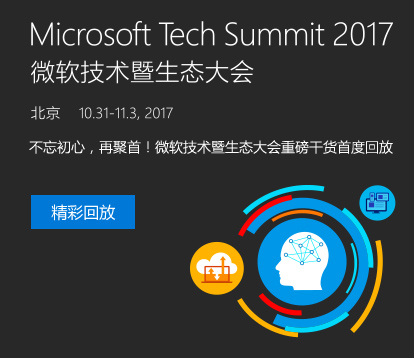 Microsoft Tech Summit 2017
微软技术暨生态大会
北京 10.31-11.3, 2017
不忘初心，再聚首！微软技术暨生态大会重磅干货首度回放
精彩回放